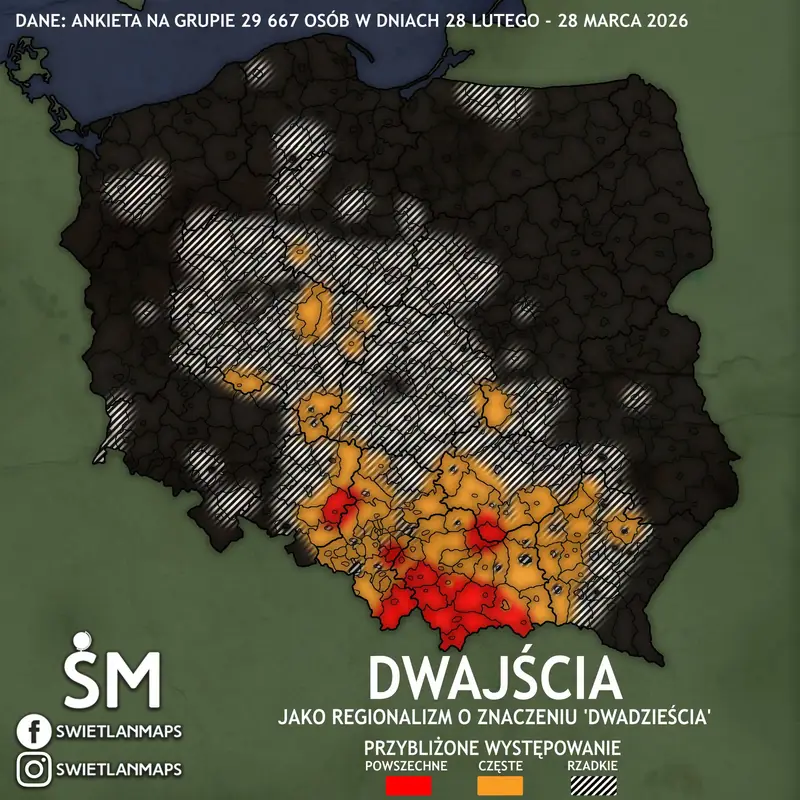 DANE: ANKIETA NA GRUPIE 29 667 OSÓB W DNIACH 28 LUTEGO - 28 MARCA 2026
ŚM
SWIETLANMAPS
SWIETLANMAPS
DWAJŚCIA
JAKO REGIONALIZM O ZNACZENIU 'DWADZIEŚCIA'
PRZYBLIŻONE WYSTĘPOWANIE
POWSZECHNE CZĘSTE RZADKIE